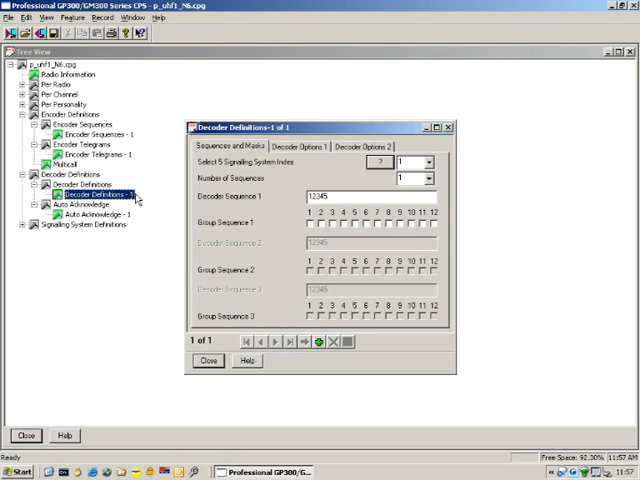 Professional GP300/GM300 Series CPS - p_uhf1_N6.cpg
File Edit View Feature Record Window Help
Tree View
p_uhf1_N6.cpg
Radio Information
Per Radio
Per Channel
Per Personality
Encoder Definitions
Encoder Sequences
Encoder Sequences - 1
Encoder Telegrams
Encoder Telegrams - 1
Multicall
Decoder Definitions
Decoder Definitions
Decoder Definitions - 1
Auto Acknowledge
Auto Acknowledge - 1
Signaling System Definitions
Decoder Definitions-1 of 1
Sequences and Masks Decoder Options 1 Decoder Options 2
Select 5 Signalling System Index ? 1
Number of Sequences 1
Decoder Sequence 1 12345
1 2 3 4 5 6 7 8 9 10 11 12
Group Sequence 1
Decoder Sequence 2 12345
1 2 3 4 5 6 7 8 9 10 11 12
Group Sequence 2
Decoder Sequence 3 12345
1 2 3 4 5 6 7 8 9 10 11 12
Group Sequence 3
1 of 1
Close Help
Close Help
Ready Free Space: 92.30% 11:57 AM
Start Professional GP300/G... 11:57